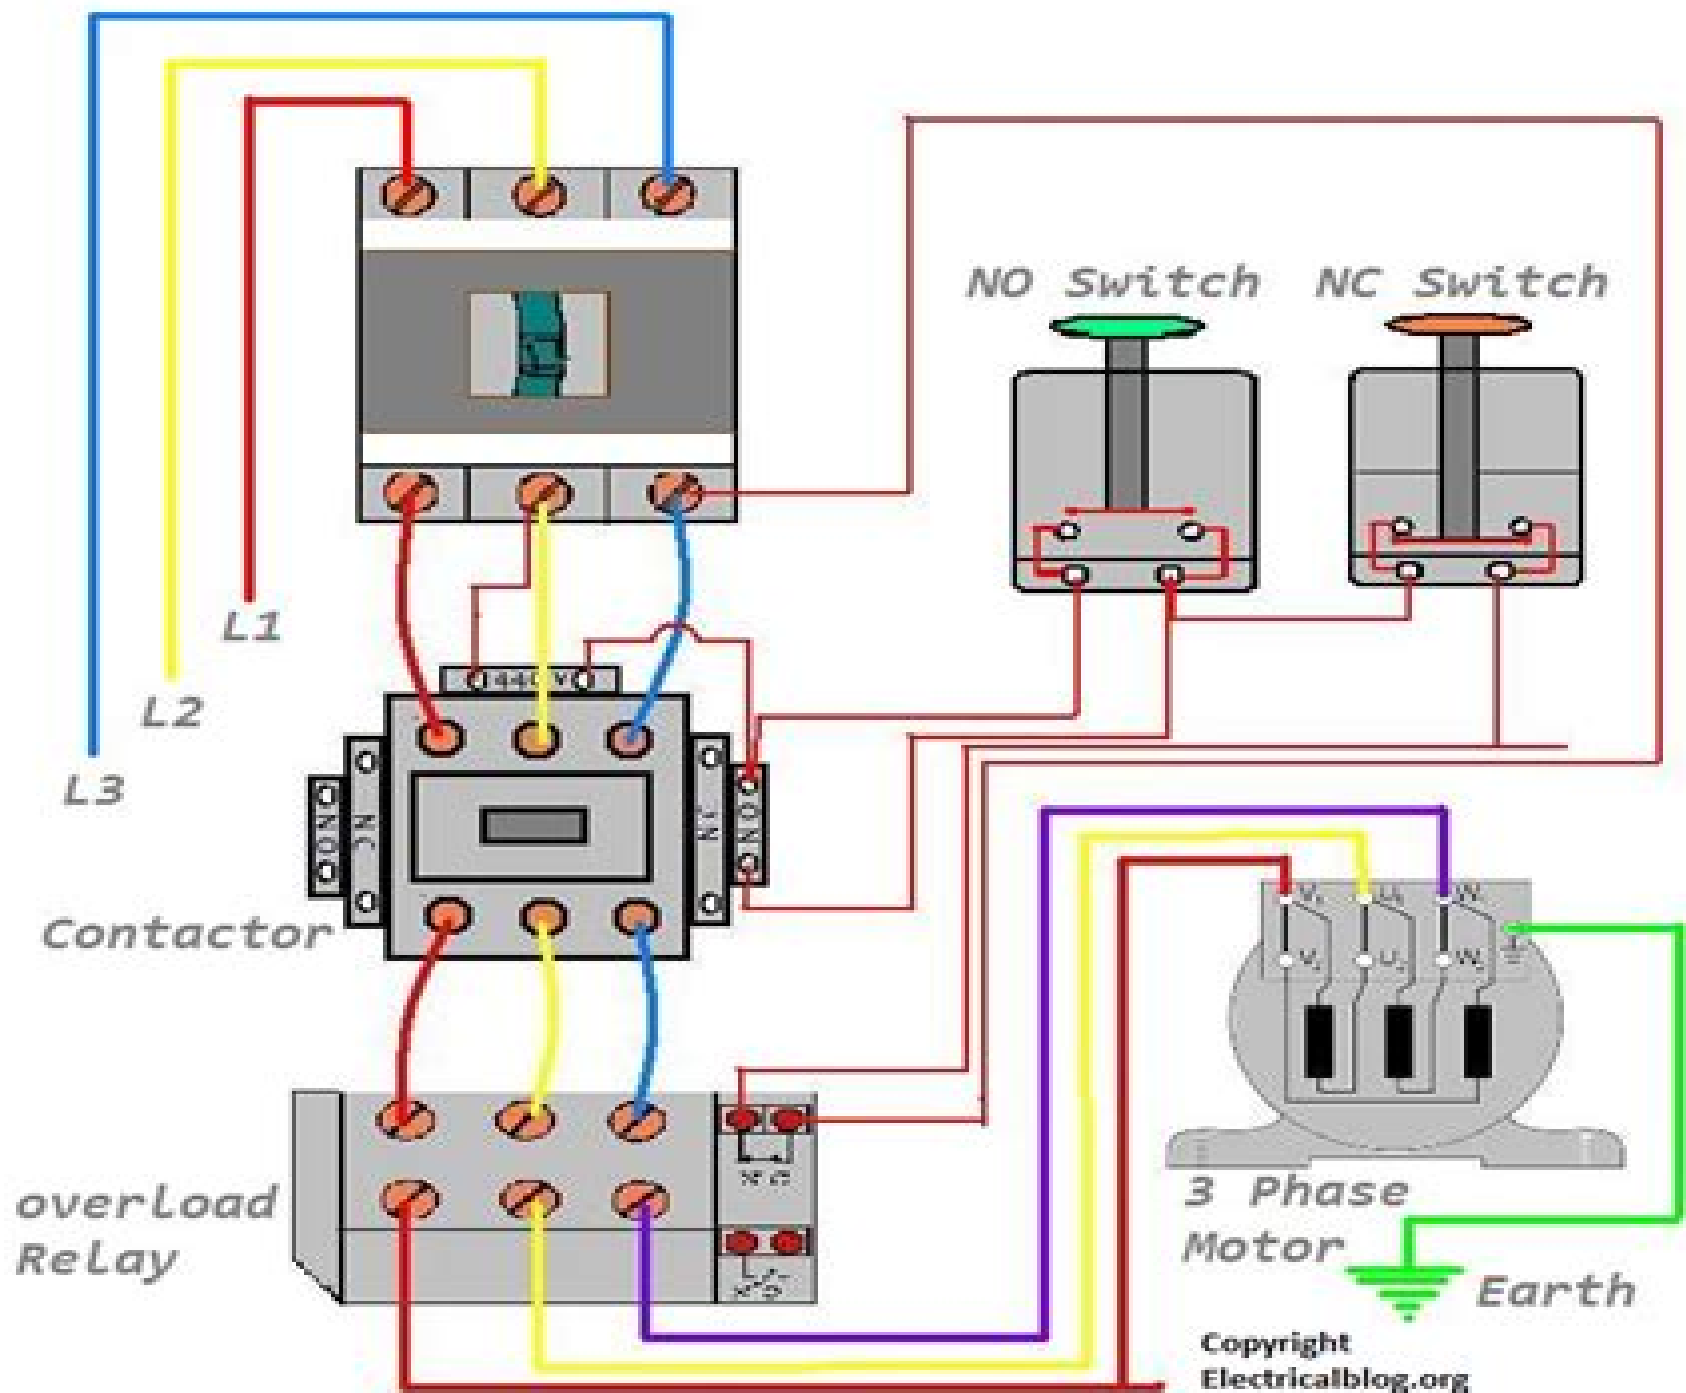 NO Switch
NC Switch
L1
L2
L3
NO
NC
NO
Contactor
overload
Relay
NC
3 Phase
Motor
Earth
Copyright
Electricalblog.org